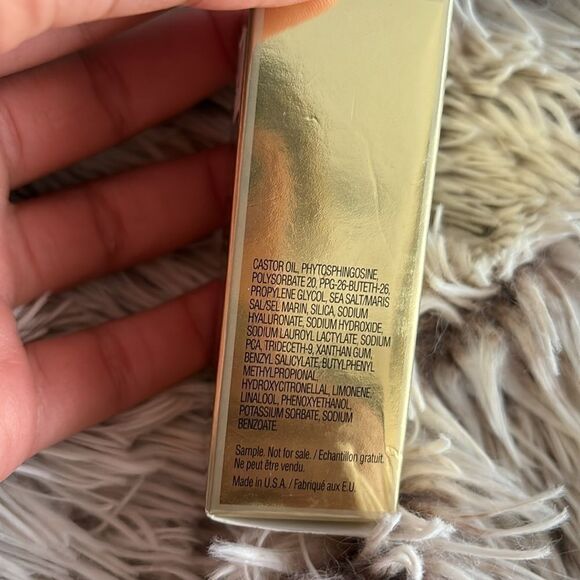 CASTOR OIL, PHYTOSPHINGOSINE,
POLYSORBATE 20, PPG-26-BUTETH-26,
PROPYLENE GLYCOL, SEA SALT/MARIS
SAL/SEL MARIN, SILICA, SODIUM
HYALURONATE, SODIUM HYDROXIDE,
SODIUM LAUROYL LACTYLATE, SODIUM
PCA, TRIDECETH-9, XANTHAN GUM,
BENZYL SALICYLATE, BUTYLPHENYL
METHYLPROPIONAL,
HYDROXYCITRONELLAL, LIMONENE,
LINALOOL, PHENOXYETHANOL,
POTASSIUM SORBATE, SODIUM
BENZOATE.
Sample. Not for sale. / Echantillon gratuit.
Ne peut être vendu.
Made in U.S.A. / Fabriqué aux E.U.